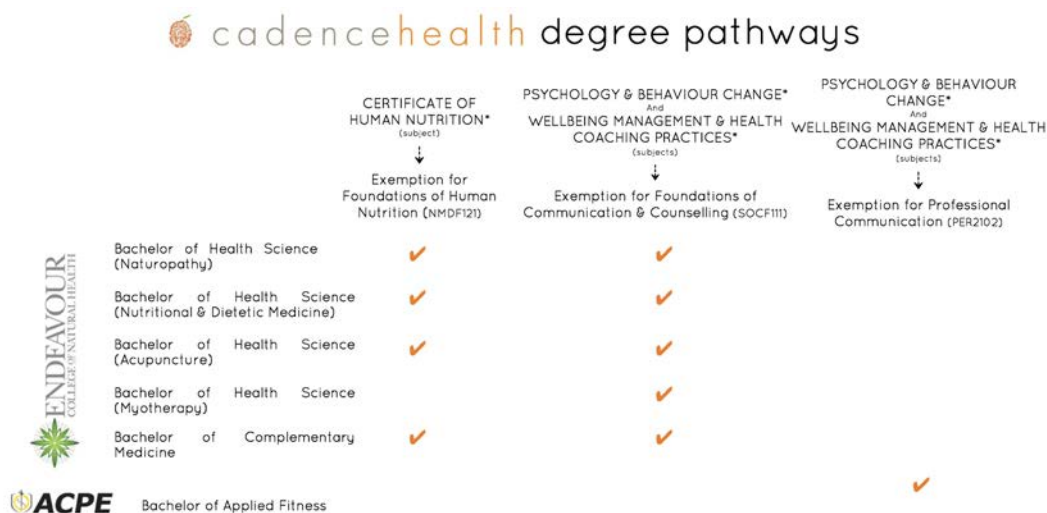 cadencehealth degree pathways
CERTIFICATE OF
HUMAN NUTRITION*
(subject)
Exemption for
Foundations of Human
Nutrition (NMDF121)
PSYCHOLOGY & BEHAVIOUR CHANGE*
And
WELLBEING MANAGEMENT & HEALTH
COACHING PRACTICES*
(subjects)
Exemption for Foundations of
Communication & Counselling (SOCF111)
PSYCHOLOGY & BEHAVIOUR
CHANGE*
And
WELLBEING MANAGEMENT & HEALTH
COACHING PRACTICES*
(subjects)
Exemption for Professional
Communication (PER2102)
ENDEAVOUR
COLLEGE OF NATURAL HEALTH
Bachelor of Health Science
(Naturopathy)
Bachelor of Health Science
(Nutritional & Dietetic Medicine)
Bachelor of Health Science
(Acupuncture)
Bachelor of Health Science
(Myotherapy)
Bachelor of Complementary
Medicine
ACPE
Bachelor of Applied Fitness